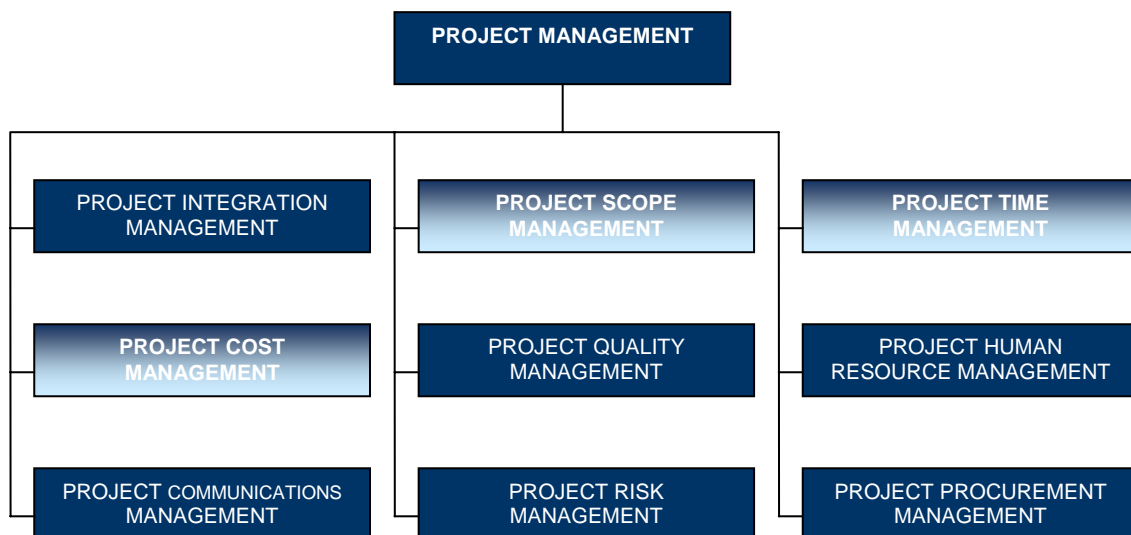 PROJECT MANAGEMENT
PROJECT INTEGRATION
MANAGEMENT
PROJECT SCOPE
MANAGEMENT
PROJECT TIME
MANAGEMENT
PROJECT COST
MANAGEMENT
PROJECT QUALITY
MANAGEMENT
PROJECT HUMAN
RESOURCE MANAGEMENT
PROJECT COMMUNICATIONS
MANAGEMENT
PROJECT RISK
MANAGEMENT
PROJECT PROCUREMENT
MANAGEMENT